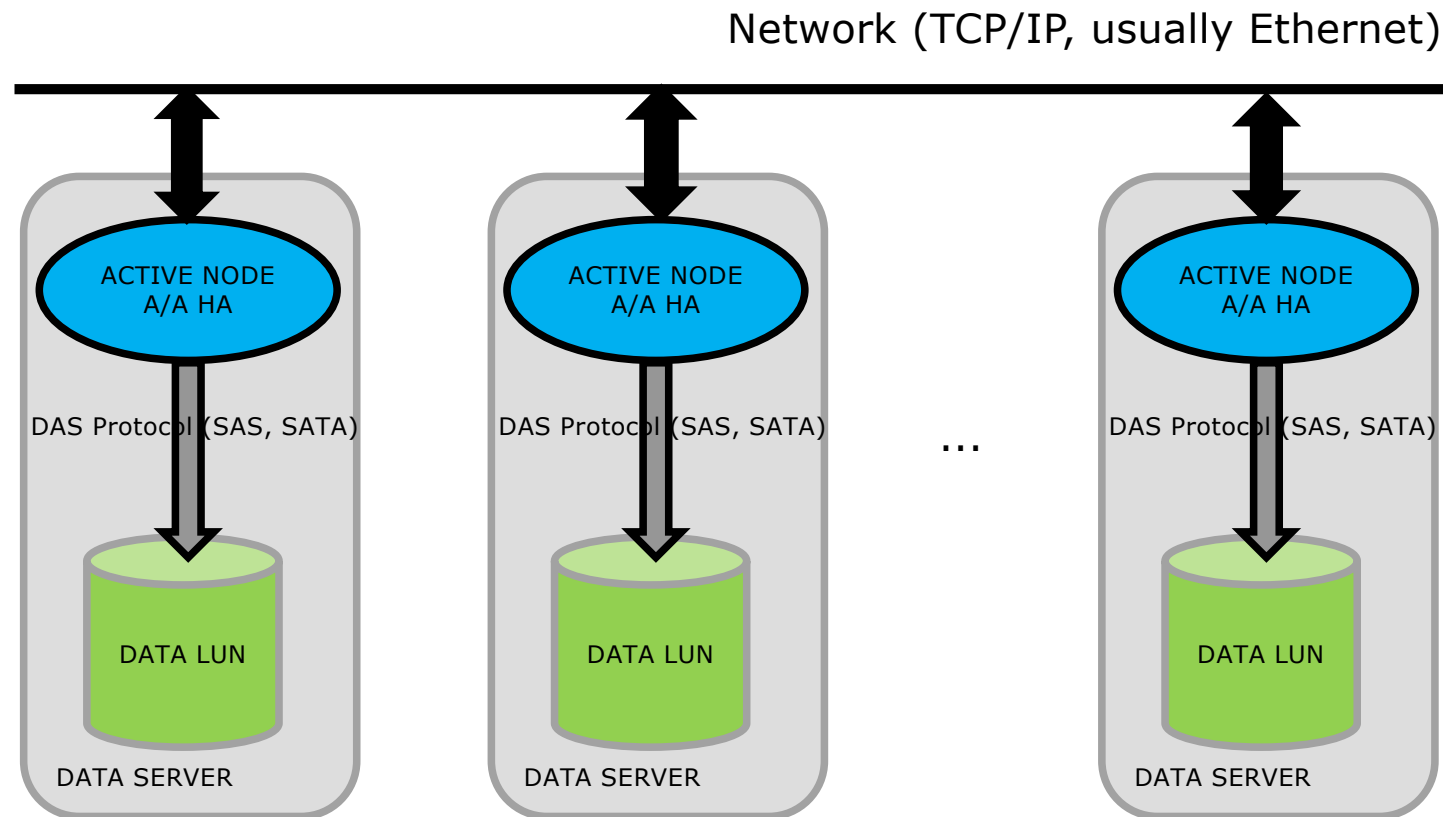 Network (TCP/IP, usually Ethernet)
ACTIVE NODE
A/A HA
ACTIVE NODE
A/A HA
ACTIVE NODE
A/A HA
DAS Protocol (SAS, SATA)
DAS Protocol (SAS, SATA)
...
DAS Protocol (SAS, SATA)
DATA LUN
DATA LUN
DATA LUN
DATA SERVER
DATA SERVER
DATA SERVER